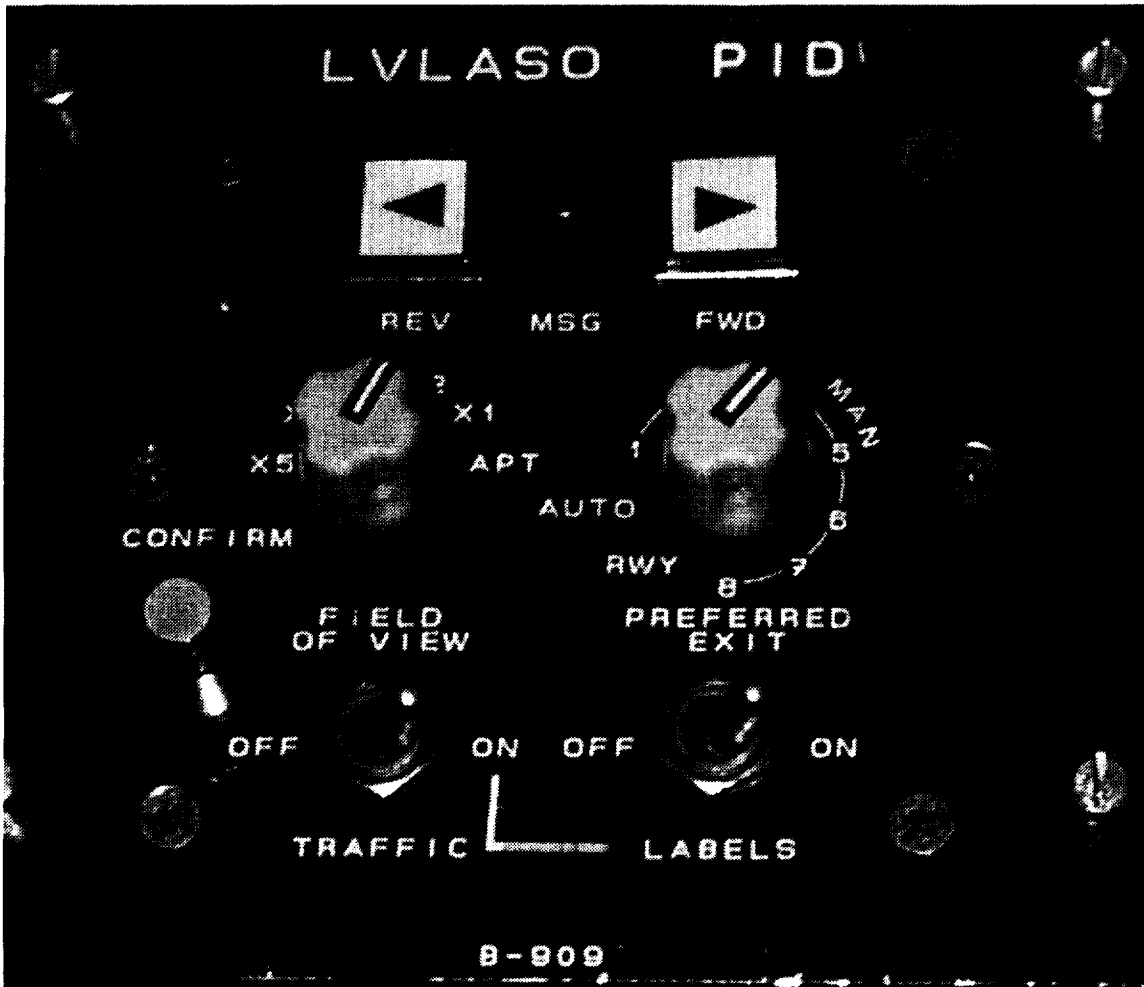 LVLASO PID
REV MSG FWD
2
X1
MAN
X5 APT
1 5
AUTO 6
CONFIRM
RWY 7
8
FIELD
OF VIEW
PREFERRED
EXIT
OFF ON OFF ON
TRAFFIC LABELS
B-909